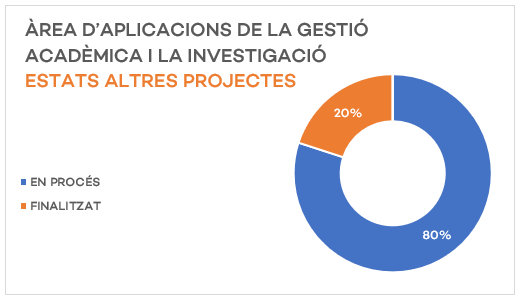 ÀREA D'APLICACIONS DE LA GESTIÓ
ACADÈMICA I LA INVESTIGACIÓ
ESTATS ALTRES PROJECTES
20%
EN PROCÉS
FINALITZAT
80%